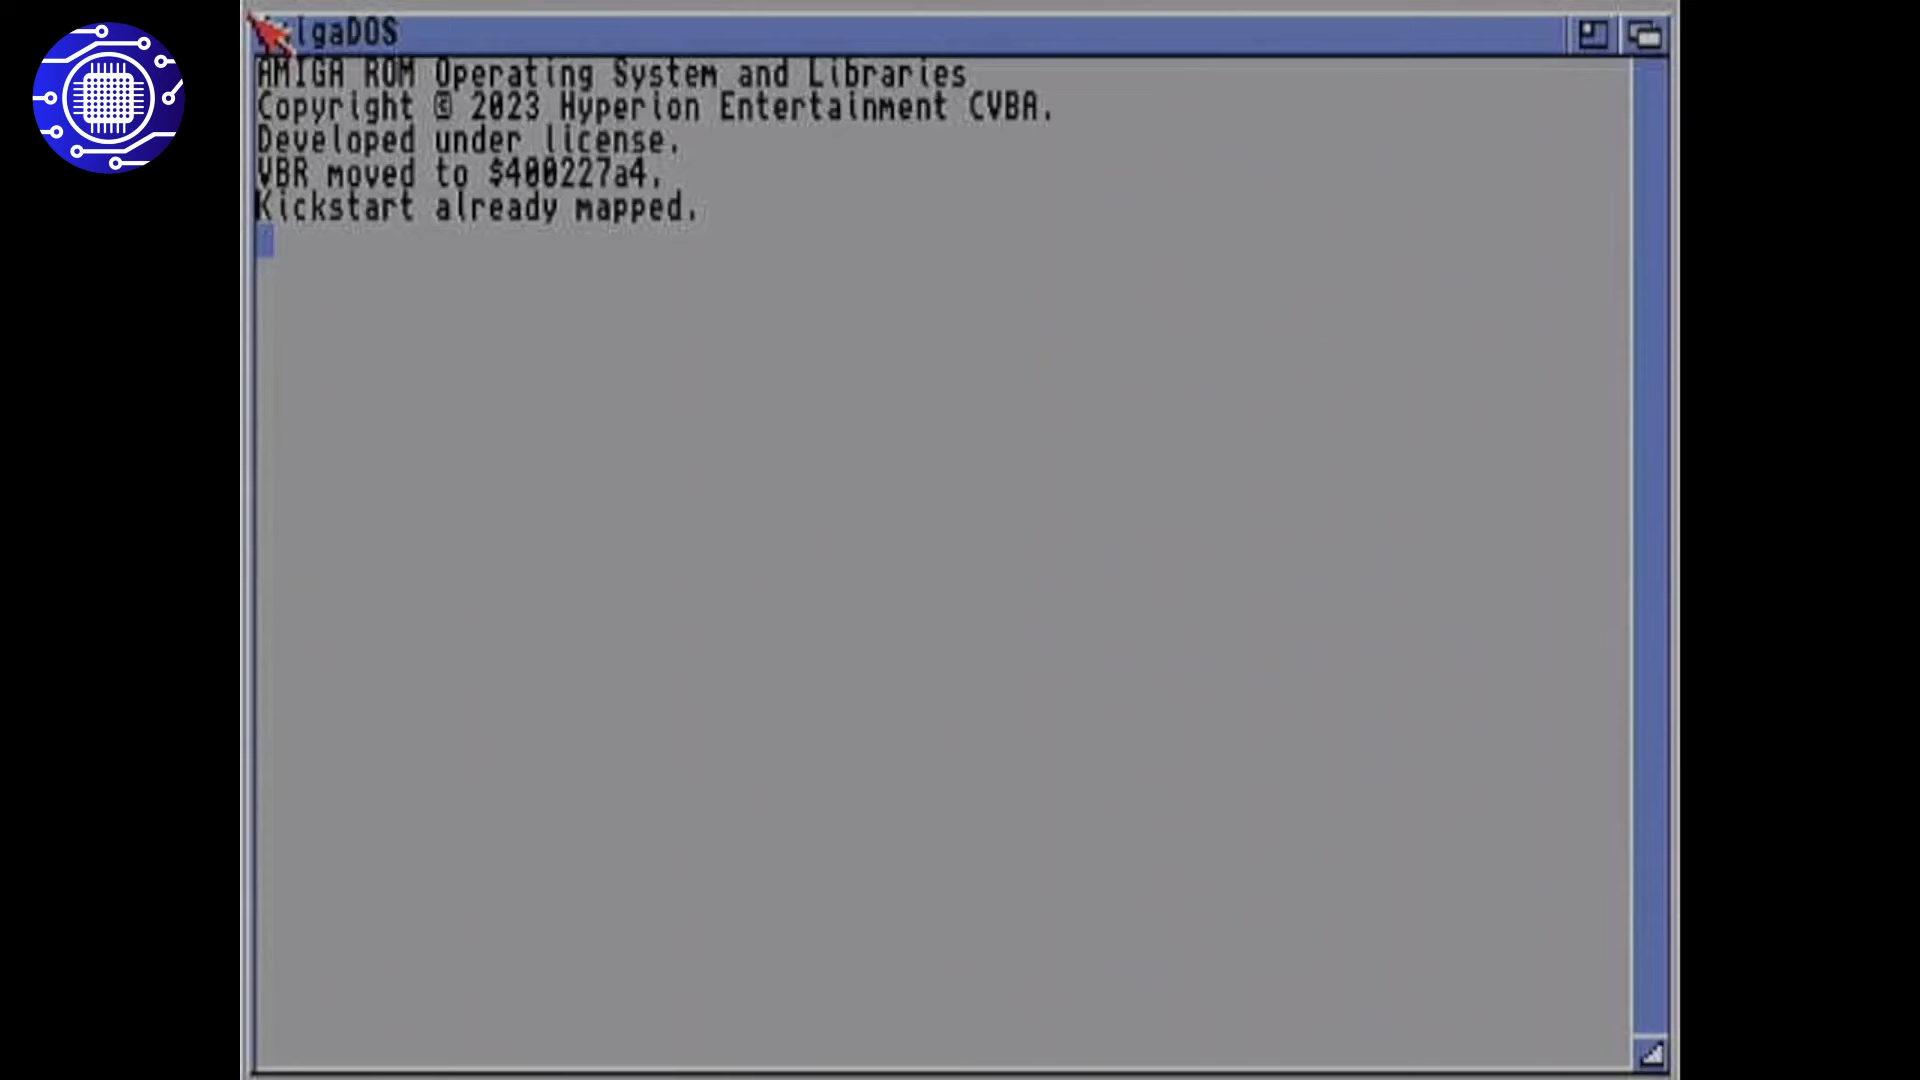 igaDOS
AMIGA ROM Operating System and Libraries
Copyright © 2023 Hyperion Entertainment CVBA.
Developed under license.
VBR moved to $400227a4.
Kickstart already mapped.